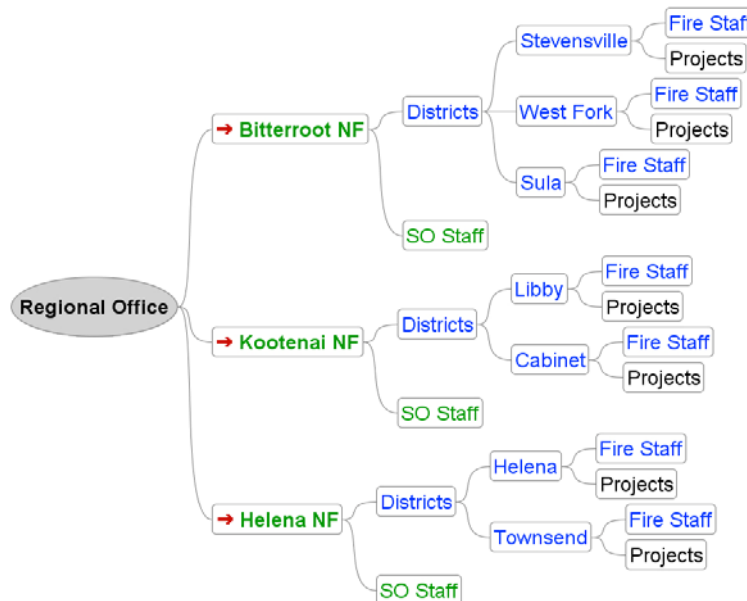 Stevensville
Fire Staff
Projects
➔ Bitterroot NF
Districts
West Fork
Fire Staff
Projects
Sula
Fire Staff
Projects
SO Staff
Regional Office
➔ Kootenai NF
Districts
Libby
Fire Staff
Projects
Cabinet
Fire Staff
Projects
SO Staff
➔ Helena NF
Districts
Helena
Fire Staff
Projects
Townsend
Fire Staff
Projects
SO Staff